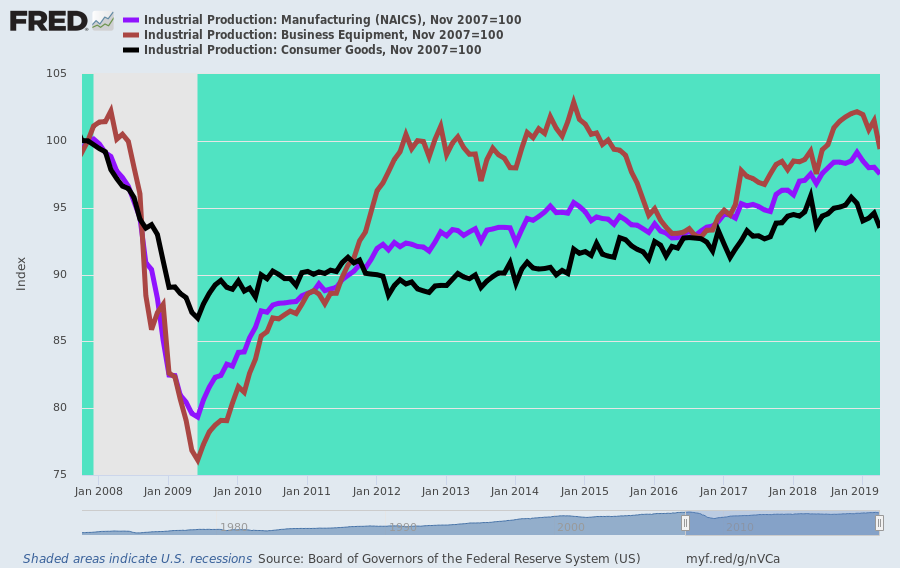 FRED
Industrial Production: Manufacturing (NAICS), Nov 2007=100
Industrial Production: Business Equipment, Nov 2007=100
Industrial Production: Consumer Goods, Nov 2007=100
105
100
95
90
85
80
75
Index
Jan 2008 Jan 2009 Jan 2010 Jan 2011 Jan 2012 Jan 2013 Jan 2014 Jan 2015 Jan 2016 Jan 2017 Jan 2018 Jan 2019
1980 1990 2000 2010
Shaded areas indicate U.S. recessions Source: Board of Governors of the Federal Reserve System (US) myf.red/g/nVCa